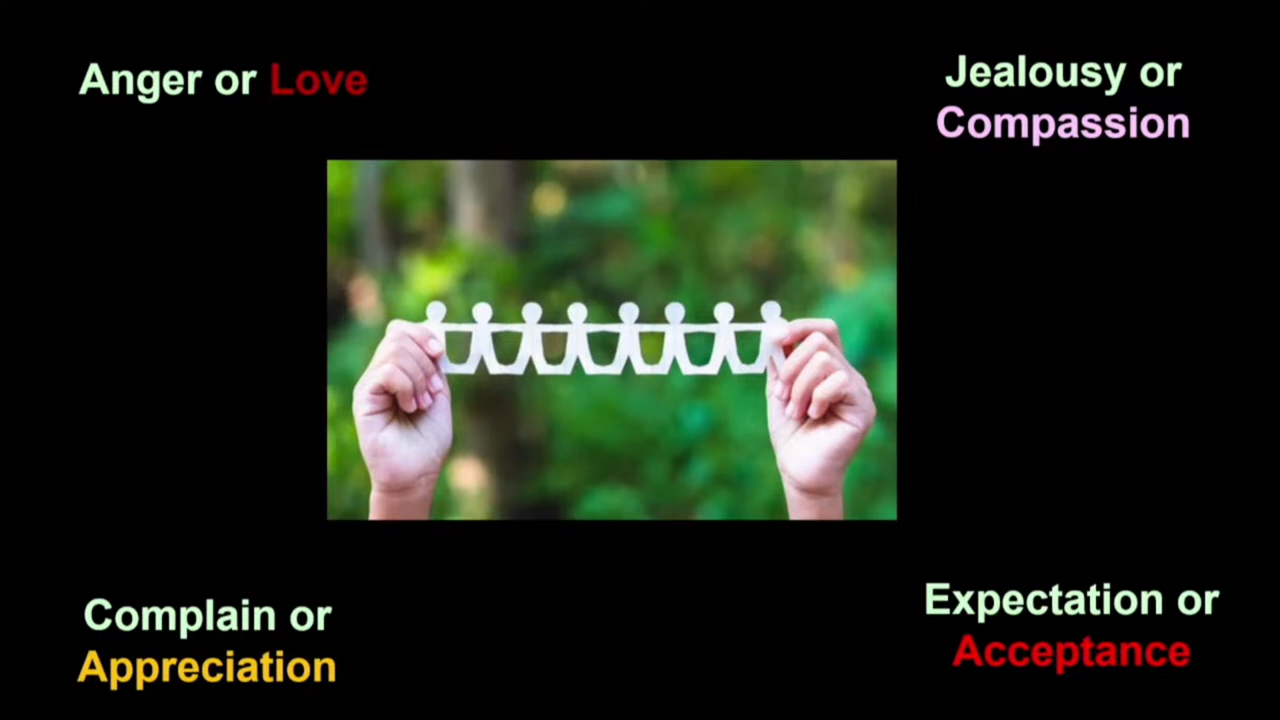 Anger or Love
Jealousy or
Compassion
Complain or
Appreciation
Expectation or
Acceptance